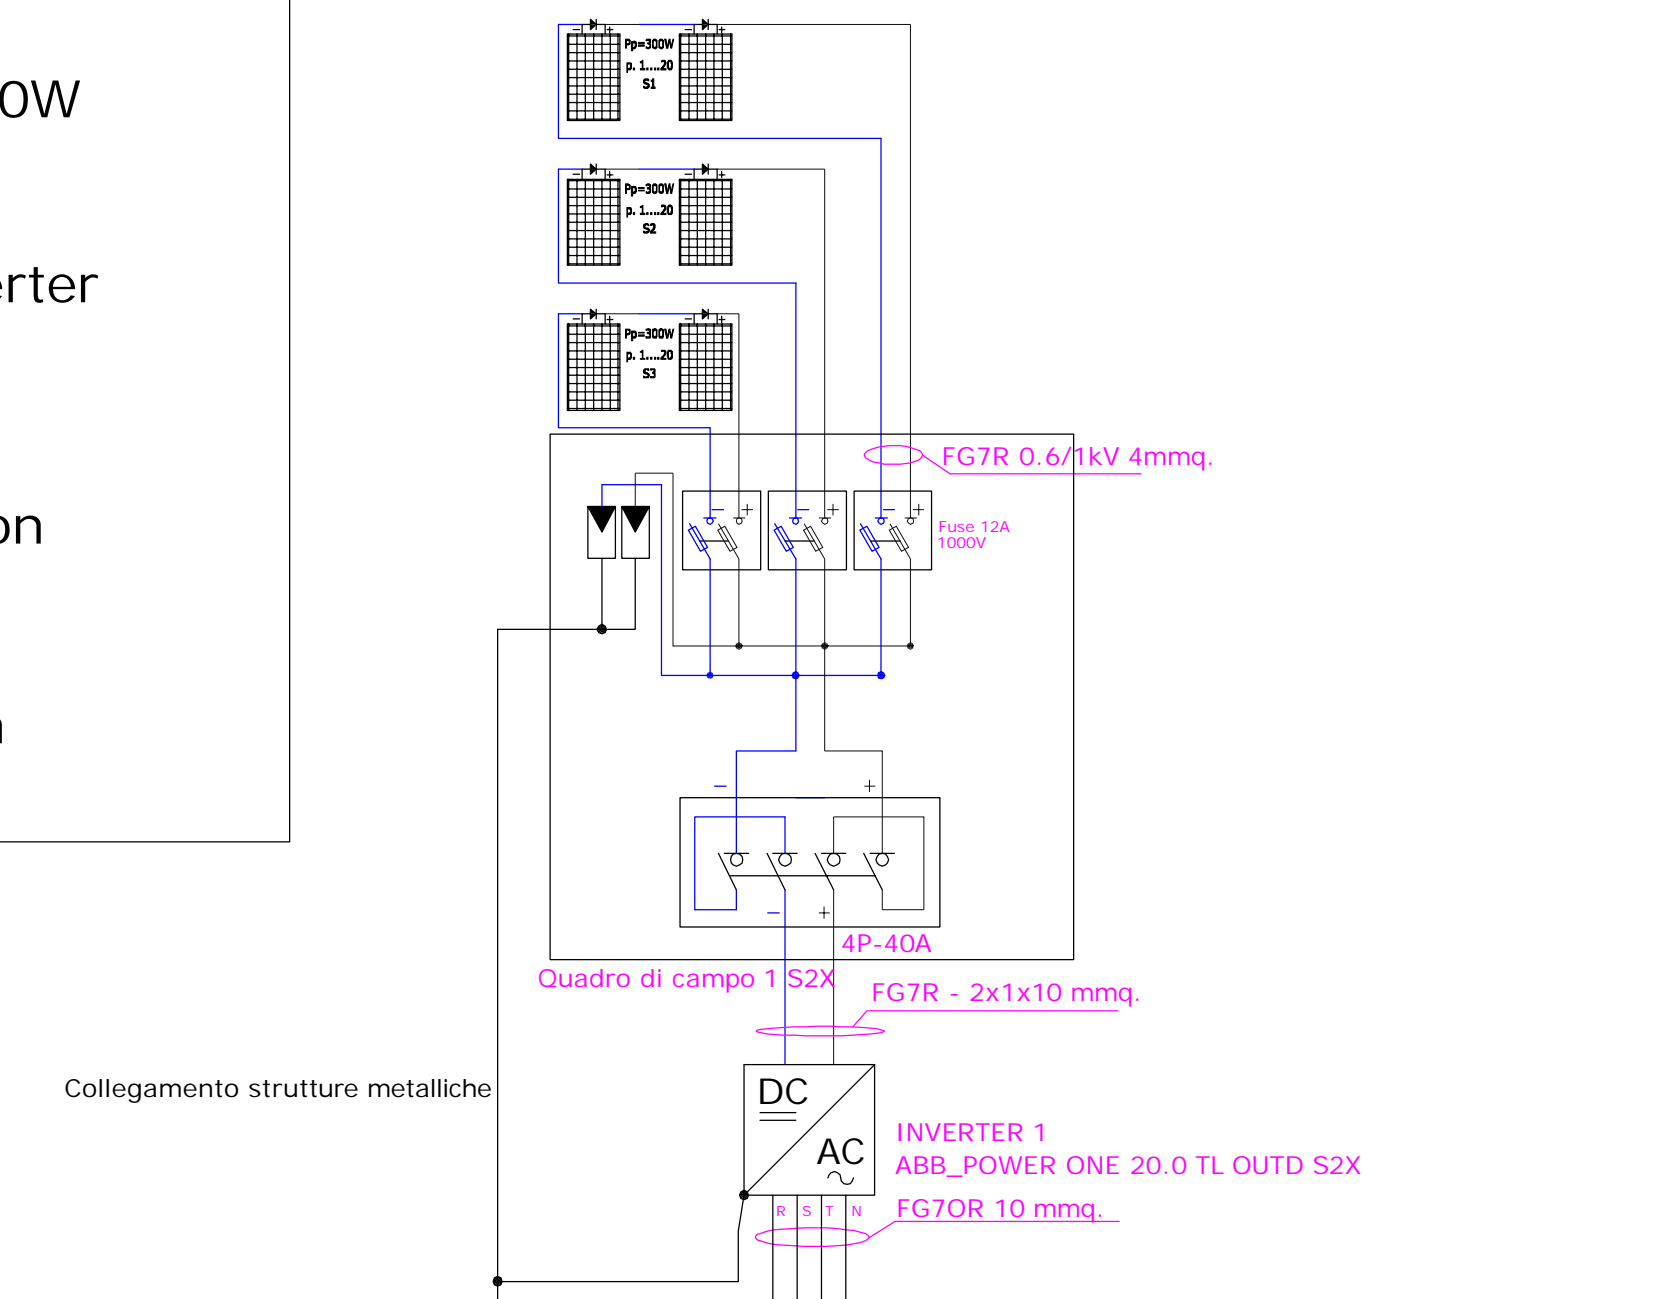 0W
erter
on
Pp=300W
p. 1....20
S1
Pp=300W
p. 1....20
S2
Pp=300W
p. 1....20
S3
FG7R 0.6/1kV 4mmq.
Fuse 12A
1000V
4P-40A
Quadro di campo 1 S2X
FG7R - 2x1x10 mmq.
Collegamento strutture metalliche
DC
AC
INVERTER 1
ABB_POWER ONE 20.0 TL OUTD S2X
R S T N
FG7OR 10 mmq.